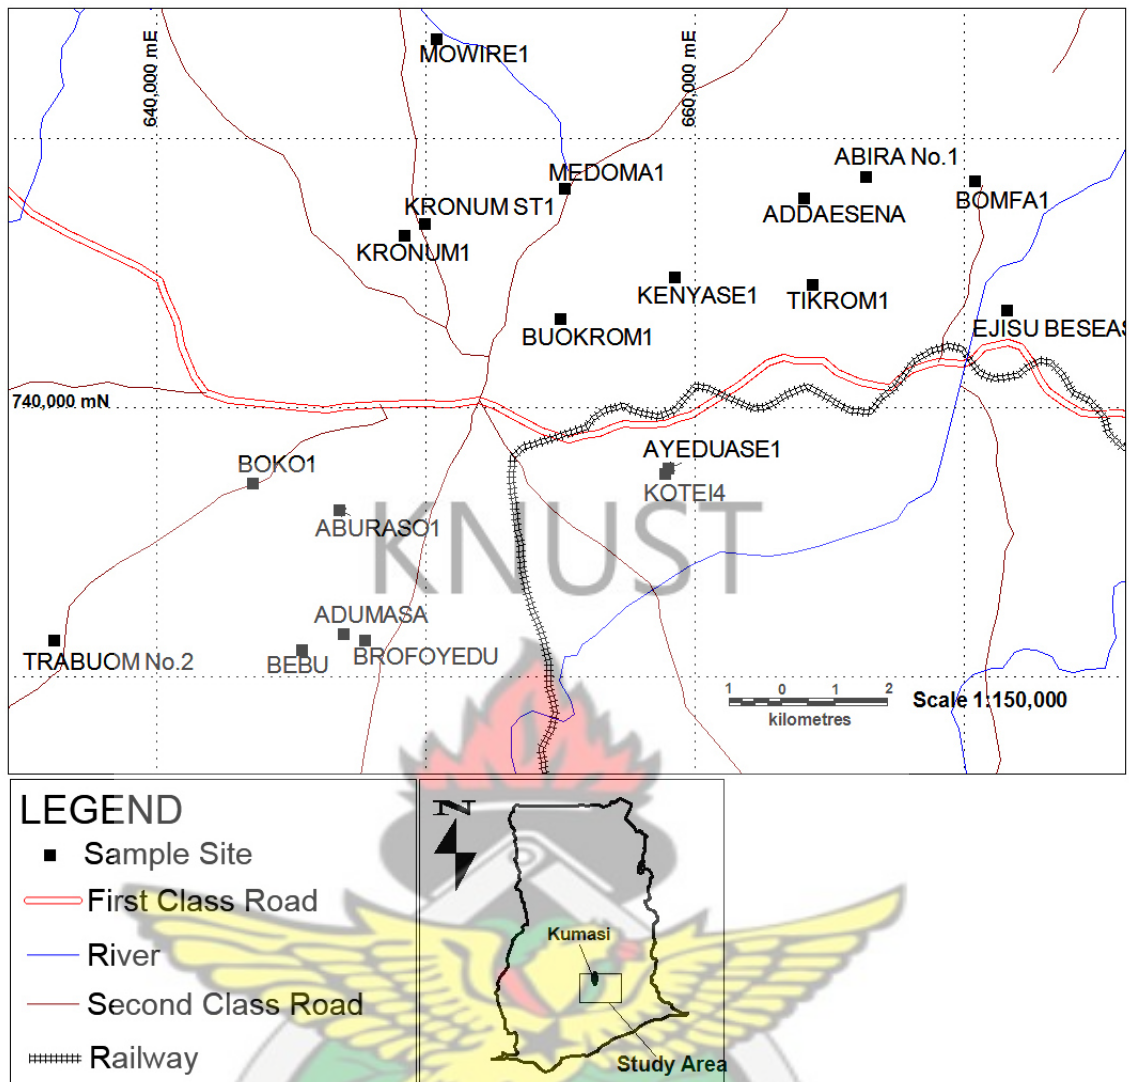 640,000 mE
660,000 mE
MOWIRE1
ABIRA No.1
MEDOMA1
BOMFA1
KRONUM ST1
ADDAESENA
KRONUM1
KENYASE1
TIKROM1
BUOKROM1
EJISU BESEAS
740,000 mN
AYEDUASE1
BOKO1
KOTEI4
ABURASO1
KNUST
ADUMASA
BROFOYEDU
BEBU
TRABUOM No.2
1 0 1 2
kilometres
Scale 1:150,000
LEGEND
Sample Site
First Class Road
River
Second Class Road
Railway
N
Kumasi
Study Area